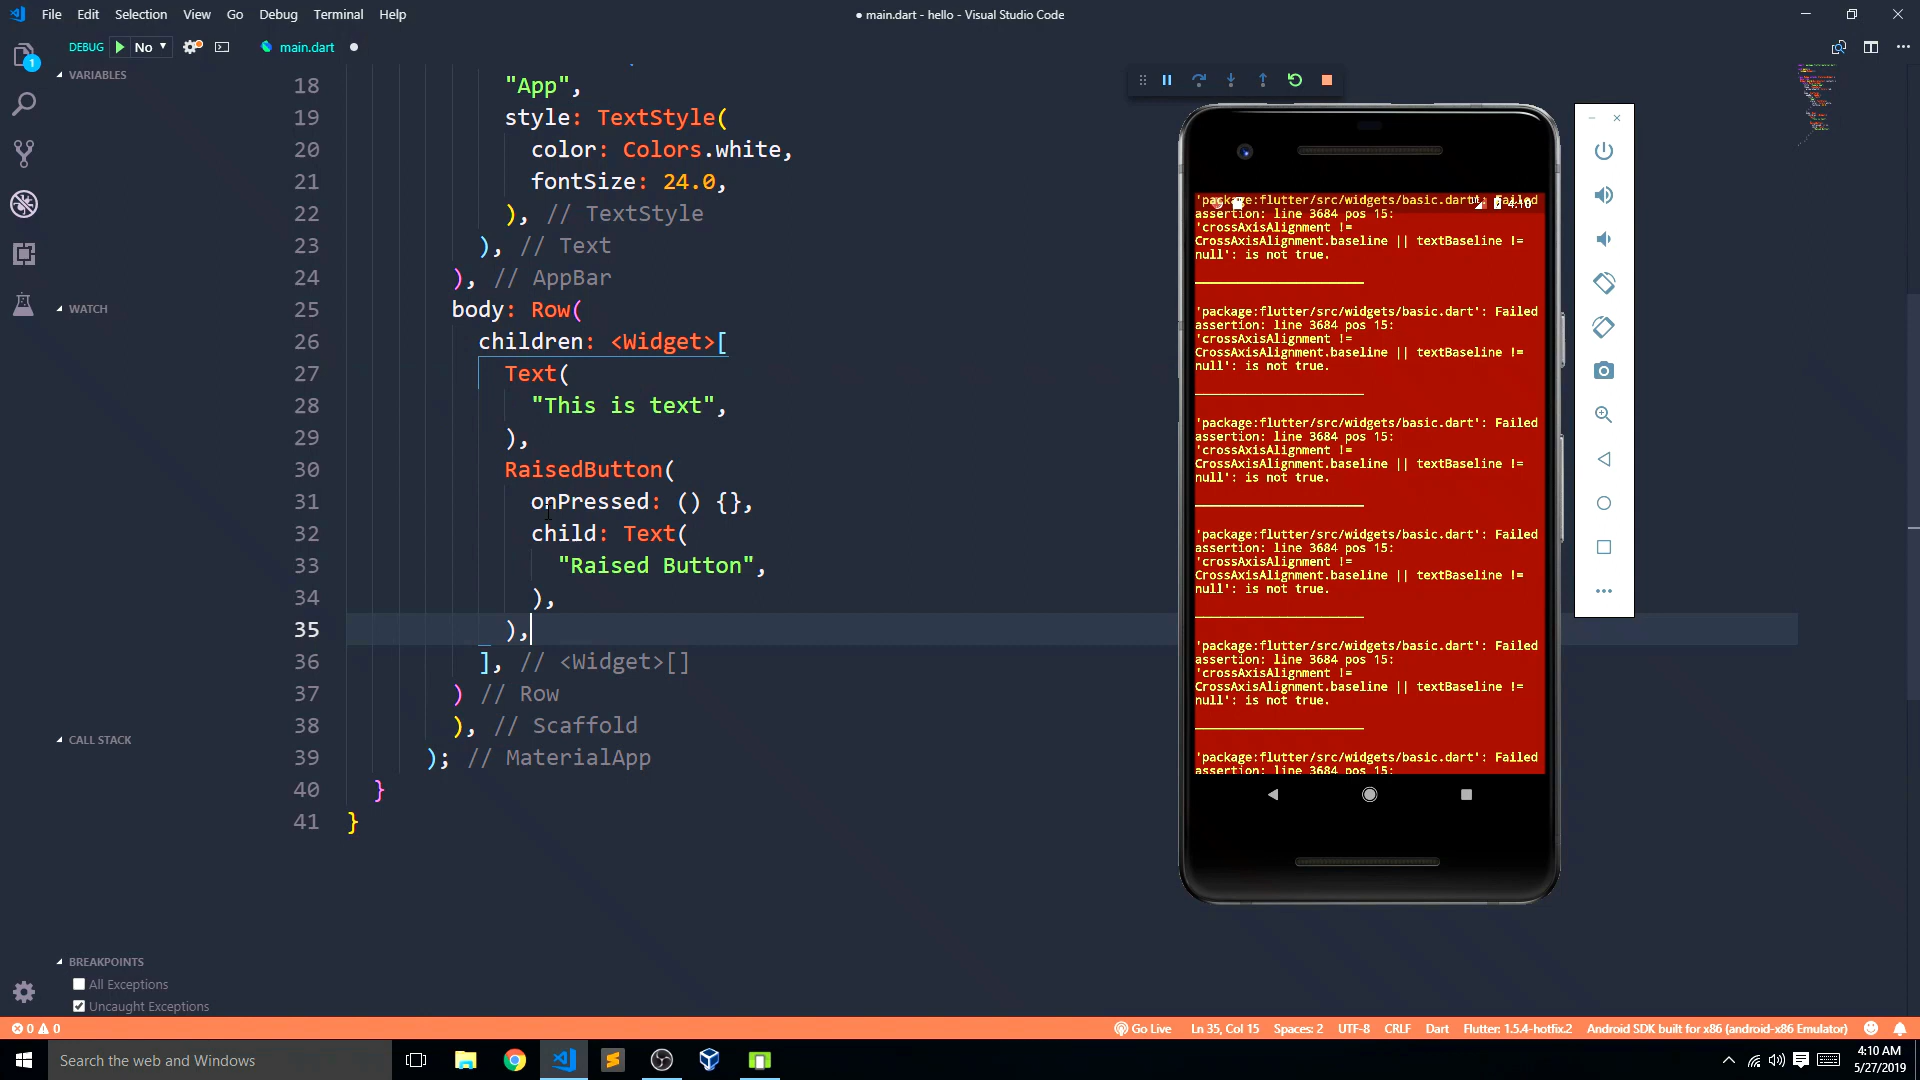 File Edit Selection View Go Debug Terminal Help
● main.dart - hello - Visual Studio Code
DEBUG No main.dart
VARIABLES
WATCH
CALL STACK
BREAKPOINTS
All Exceptions
Uncaught Exceptions
1
18 "App",
19 style: TextStyle(
20 color: Colors.white,
21 fontSize: 24.0,
22 ), // TextStyle
23 ), // Text
24 ), // AppBar
25 body: Row(
26 children: <Widget>[
27 Text(
28 "This is text",
29 ),
30 RaisedButton(
31 onPressed: () {},
32 child: Text(
33 "Raised Button",
34 ),
35 ),
36 ], // <Widget>[]
37 ) // Row
38 ), // Scaffold
39 ); // MaterialApp
40 }
41 }
4:10
'package:flutter/src/widgets/basic.dart': Failed
assertion: line 3684 pos 15:
'crossAxisAlignment !=
CrossAxisAlignment.baseline || textBaseline !=
null': is not true.
'package:flutter/src/widgets/basic.dart': Failed
assertion: line 3684 pos 15:
'crossAxisAlignment !=
CrossAxisAlignment.baseline || textBaseline !=
null': is not true.
'package:flutter/src/widgets/basic.dart': Failed
assertion: line 3684 pos 15:
'crossAxisAlignment !=
CrossAxisAlignment.baseline || textBaseline !=
null': is not true.
'package:flutter/src/widgets/basic.dart': Failed
assertion: line 3684 pos 15:
'crossAxisAlignment !=
CrossAxisAlignment.baseline || textBaseline !=
null': is not true.
'package:flutter/src/widgets/basic.dart': Failed
assertion: line 3684 pos 15:
'crossAxisAlignment !=
CrossAxisAlignment.baseline || textBaseline !=
null': is not true.
'package:flutter/src/widgets/basic.dart': Failed
assertion: line 3684 pos 15:
0 0 Go Live Ln 35, Col 15 Spaces: 2 UTF-8 CRLF Dart Flutter: 1.5.4-hotfix.2 Android SDK built for x86 (android-x86 Emulator)
Search the web and Windows
4:10 AM
5/27/2019